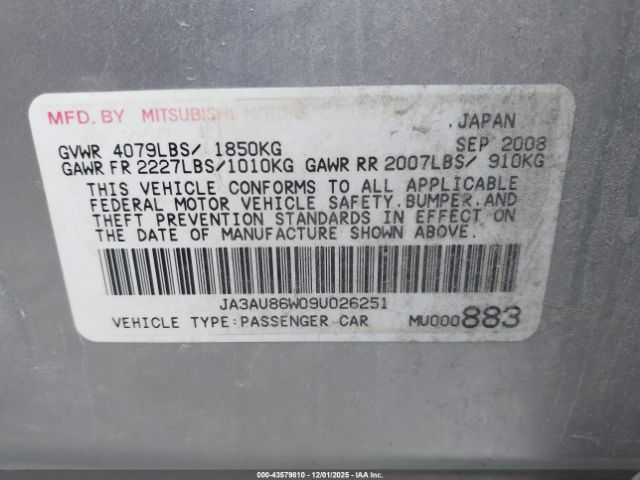 MFD. BY MITSUBISHI MOTORS
JAPAN
GVWR 4079LBS/ 1850KG SEP 2008
GAWR FR 2227LBS/1010KG GAWR RR 2007LBS/ 910KG
THIS VEHICLE CONFORMS TO ALL APPLICABLE
FEDERAL MOTOR VEHICLE SAFETY.BUMPER.AND
THEFT PREVENTION STANDARDS IN EFFECT ON
THE DATE OF MANUFACTURE SHOWN ABOVE.
JA3AU86W09U026251
VEHICLE TYPE:PASSENGER CAR MU000883
000-43579810 - 12/01/2025 - IAA Inc.